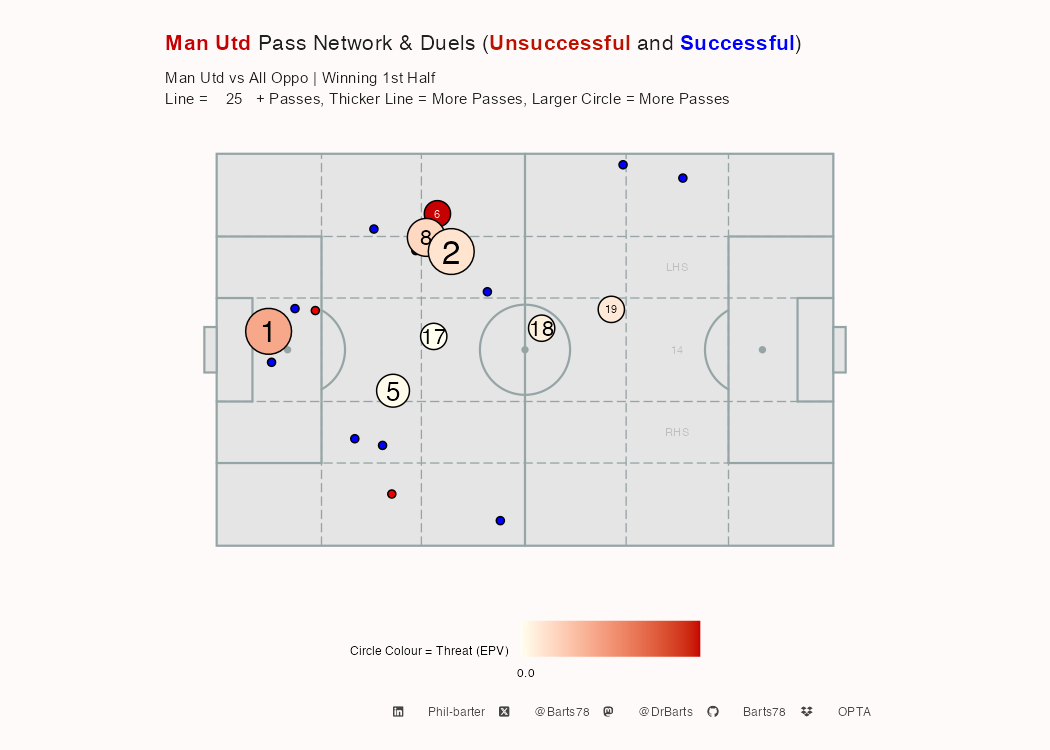 Man Utd Pass Network & Duels (Unsuccessful and Successful)
Man Utd vs All Oppo | Winning 1st Half
Line = 25 + Passes, Thicker Line = More Passes, Larger Circle = More Passes
6
8
2
LHS
19
1
17
18
14
5
RHS
Circle Colour = Threat (EPV)
0.0
Phil-barter @Barts78 @DrBarts Barts78 OPTA